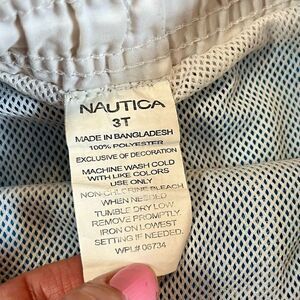 NAUTICA
3T
MADE IN BANGLADESH
100% POLYESTER
EXCLUSIVE OF DECORATION
MACHINE WASH COLD
WITH LIKE COLORS
USE ONLY
NON-CHLORINE BLEACH
WHEN NEEDED
TUMBLE DRY LOW
REMOVE PROMPTLY.
IRON ON LOWEST
SETTING IF NEEDED.
WPL# 06734